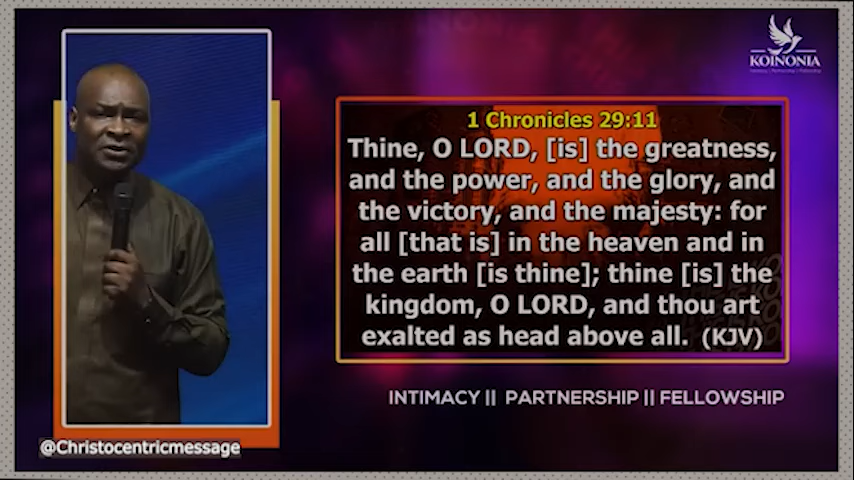 KOINONIA
1 Chronicles 29:11
Thine, O LORD, [is] the greatness,
and the power, and the glory, and
the victory, and the majesty: for
all [that is] in the heaven and in
the earth [is thine]; thine [is] the
kingdom, O LORD, and thou art
exalted as head above all. (KJV)
INTIMACY || PARTNERSHIP || FELLOWSHIP
@Christocentricmessage